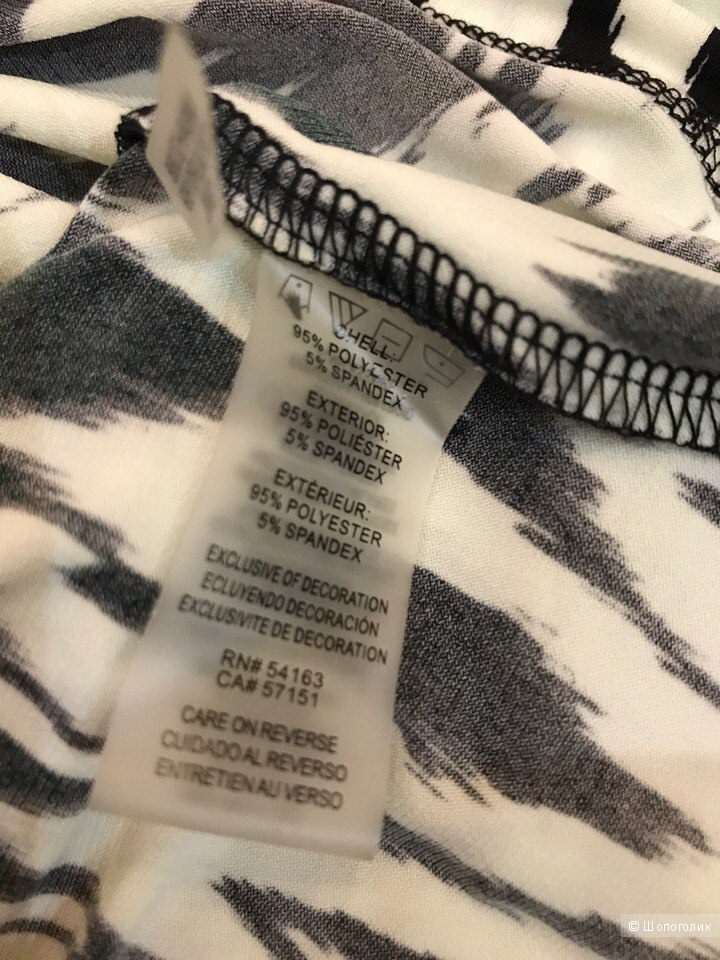 SHELL:
95% POLYESTER
5% SPANDEX
EXTERIOR:
95% POLIÉSTER
5% SPANDEX
EXTÉRIEUR:
95% POLYESTER
5% SPANDEX
EXCLUSIVE OF DECORATION
ECLUYENDO DECORACIÓN
EXCLUSIVITE DE DECORATION
RN# 54163
CA# 57151
CARE ON REVERSE
CUIDADO AL REVERSO
ENTRETIEN AU VERSO
© Шопоголик